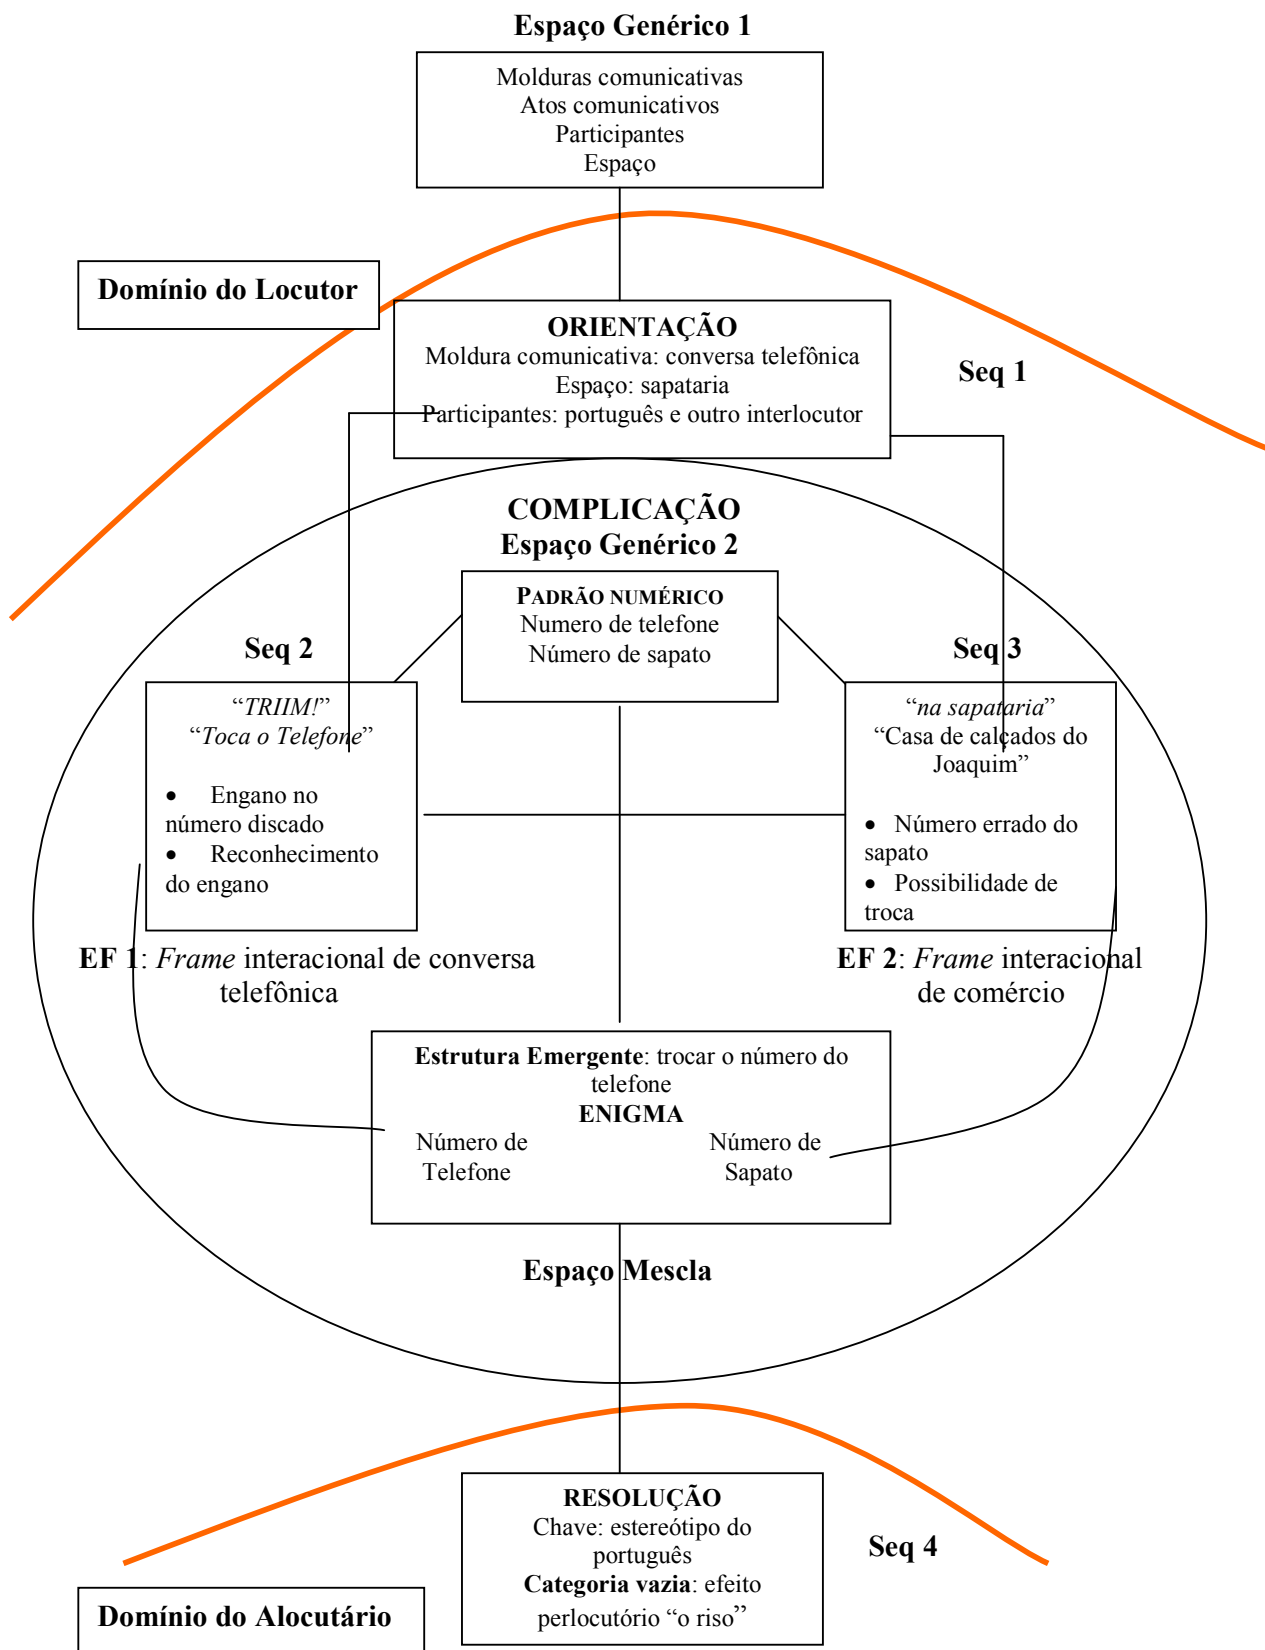 Espaço Genérico 1
Molduras comunicativas
Atos comunicativos
Participantes
Espaço
Domínio do Locutor
ORIENTAÇÃO
Moldura comunicativa: conversa telefônica
Espaço: sapataria
Participantes: português e outro interlocutor
Seq 1
COMPLICAÇÃO
Espaço Genérico 2
PADRÃO NUMÉRICO
Numero de telefone
Número de sapato
Seq 2
“TRIIM!”
“Toca o Telefone”
• Engano no
número discado
• Reconhecimento
do engano
Seq 3
“na sapataria”
“Casa de calçados do
Joaquim”
• Número errado do
sapato
• Possibilidade de
troca
EF 1: Frame interacional de conversa
telefônica
EF 2: Frame interacional
de comércio
Estrutura Emergente: trocar o número do
telefone
ENIGMA
Número de
Telefone
Número de
Sapato
Espaço Mescla
RESOLUÇÃO
Chave: estereótipo do
português
Categoria vazia: efeito
perlocutório “o riso”
Seq 4
Domínio do Alocutário